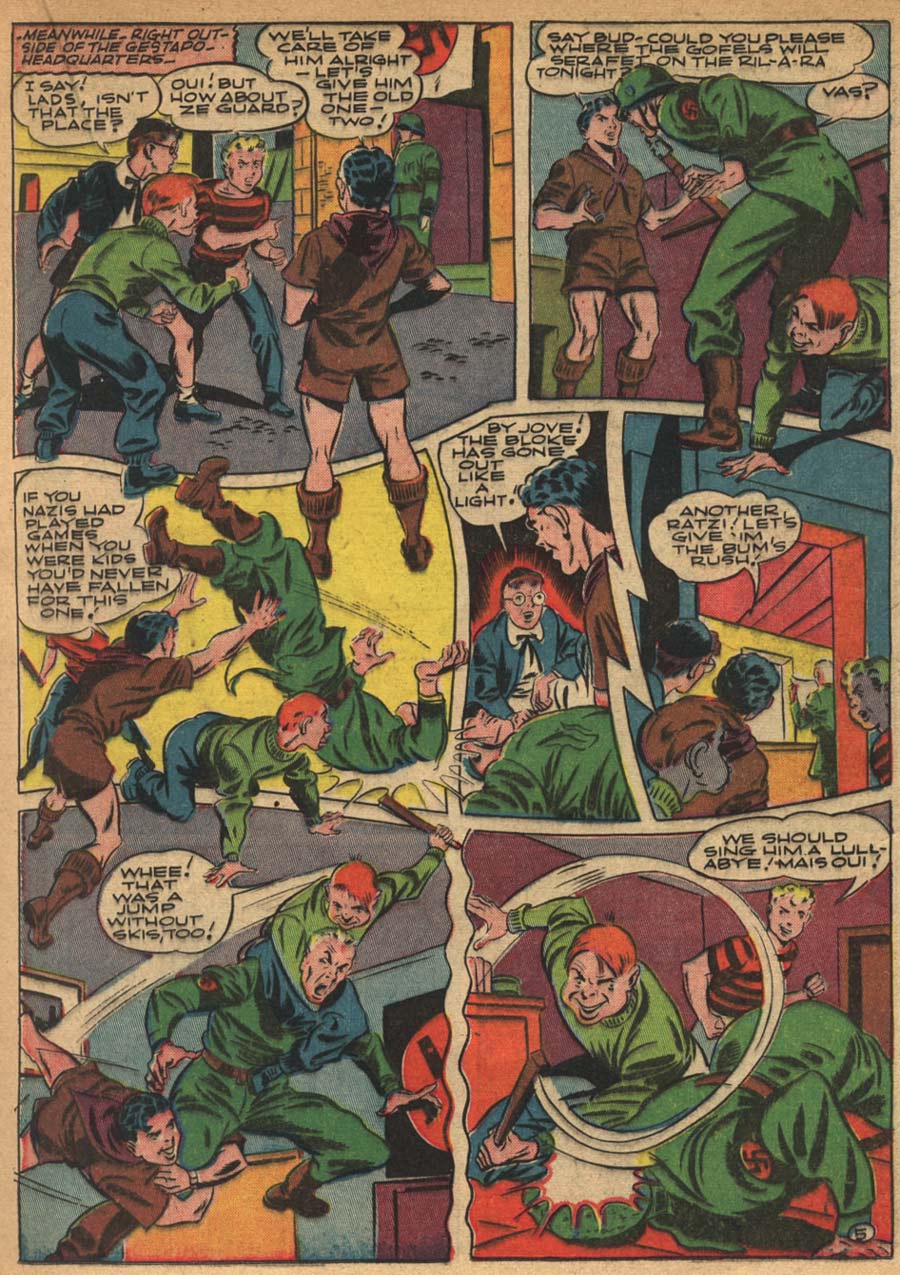 -MEANWHILE- RIGHT OUT-
SIDE OF THE GESTAPO-
HEADQUARTERS-
I SAY!
LADS, ISN'T
THAT THE
PLACE?
OUI! BUT
HOW ABOUT
ZE GUARD?
WE'LL TAKE
CARE OF
HIM ALRIGHT
- LET'S
GIVE HIM
THE OLD
ONE -
TWO!
SAY BUD- COULD YOU PLEASE
WHERE THE GOFELS WILL
SERAFET ON THE RIL-A-RA
TONIGHT?
VAS?
IF YOU
NAZIS HAD
PLAYED
GAMES
WHEN YOU
WERE KIDS
YOU'D NEVER
HAVE FALLEN
FOR THIS
ONE!
BY JOVE!
THE BLOKE
HAS GONE
OUT
LIKE
A
LIGHT!
ANOTHER
RATZI! LET'S
GIVE 'IM
THE BUM'S
RUSH!
WHEE!
THAT
WAS A
JUMP
WITHOUT
SKIS, TOO!
WE SHOULD
SING HIM A LULL-
ABYE! MAIS OUI!
5